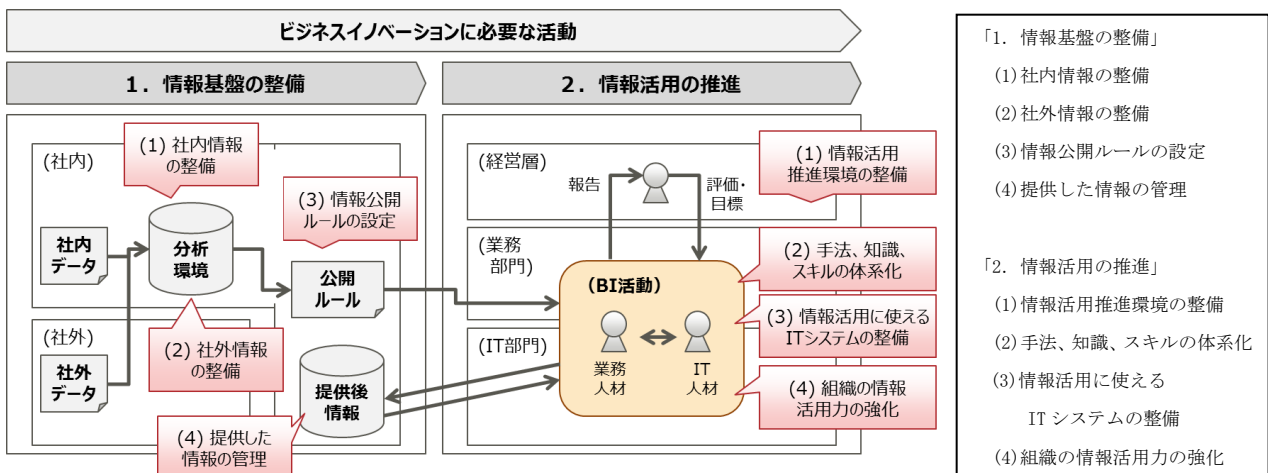 ビジネスイノベーションに必要な活動
1．情報基盤の整備
2．情報活用の推進
(社内)
(1) 社内情報
の整備
(3) 情報公開
ルールの設定
社内
データ
分析
環境
公開
ルール
(社外)
(2) 社外情報
の整備
社外
データ
提供後
情報
(4) 提供した
情報の管理
(経営層)
報告
評価・
目標
(1) 情報活用
推進環境の整備
(業務
部門)
(2) 手法、知識、
スキルの体系化
(BI活動)
(3) 情報活用に使える
ITシステムの整備
(IT部門)
業務
人材
IT
人材
(4) 組織の情報
活用力の強化
「1. 情報基盤の整備」
(1)社内情報の整備
(2)社外情報の整備
(3)情報公開ルールの設定
(4)提供した情報の管理
「2. 情報活用の推進」
(1)情報活用推進環境の整備
(2)手法、知識、スキルの体系化
(3)情報活用に使える
IT システムの整備
(4)組織の情報活用力の強化